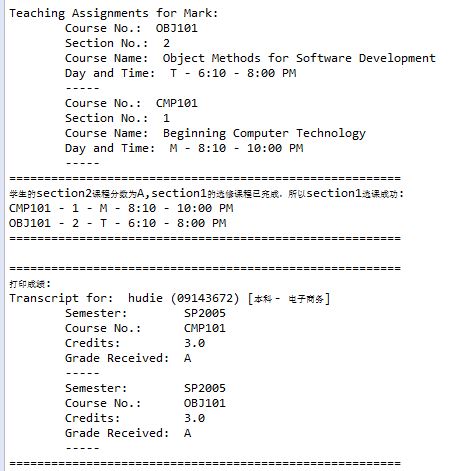 Teaching Assignments for Mark:
Course No.: OBJ101
Section No.: 2
Course Name: Object Methods for Software Development
Day and Time: T - 6:10 - 8:00 PM
-----
Course No.: CMP101
Section No.: 1
Course Name: Beginning Computer Technology
Day and Time: M - 8:10 - 10:00 PM
-----
========================================================
学生的section2课程分数为A,section1的选修课程已完成，所以section1选课成功:
CMP101 - 1 - M - 8:10 - 10:00 PM
OBJ101 - 2 - T - 6:10 - 8:00 PM
========================================================
========================================================
打印成绩:
Transcript for: hudie (09143672) [本科 - 电子商务]
Semester: SP2005
Course No.: CMP101
Credits: 3.0
Grade Received: A
-----
Semester: SP2005
Course No.: OBJ101
Credits: 3.0
Grade Received: A
-----
========================================================